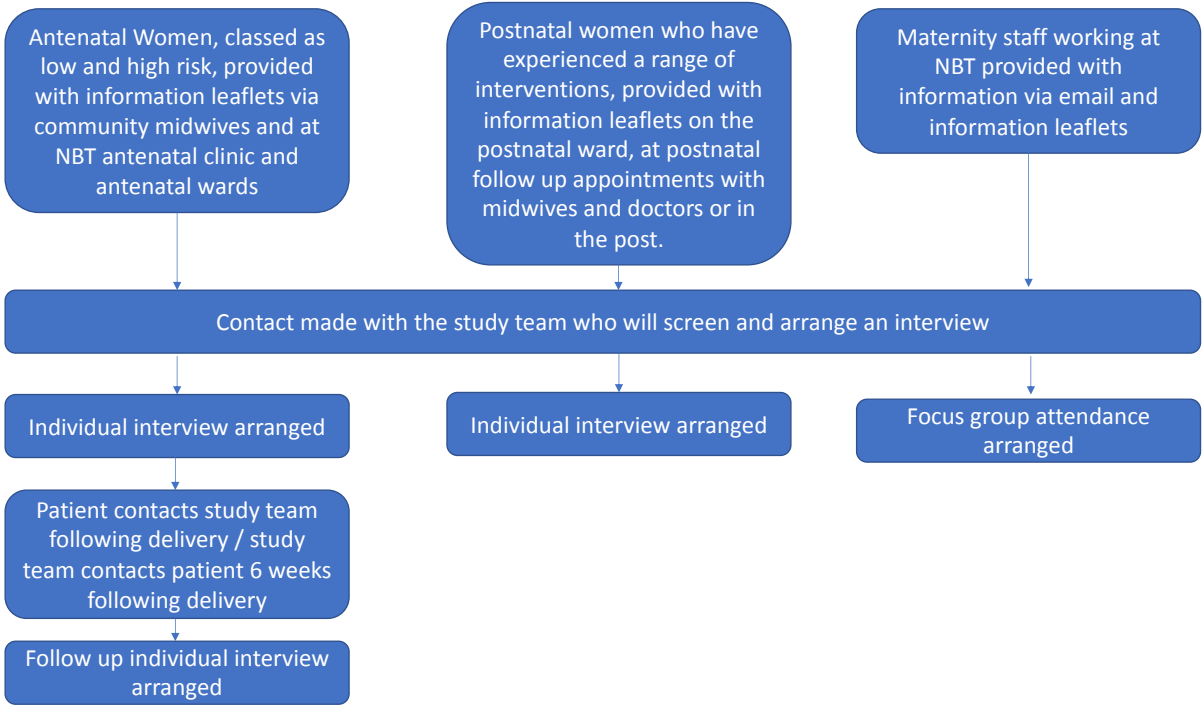 Antenatal Women, classed as
low and high risk, provided
with information leaflets via
community midwives and at
NBT antenatal clinic and
antenatal wards
Postnatal women who have
experienced a range of
interventions, provided with
information leaflets on the
postnatal ward, at postnatal
follow up appointments with
midwives and doctors or in
the post.
Maternity staff working at
NBT provided with
information via email and
information leaflets
Contact made with the study team who will screen and arrange an interview
Individual interview arranged
Individual interview arranged
Focus group attendance
arranged
Patient contacts study team
following delivery / study
team contacts patient 6 weeks
following delivery
Follow up individual interview
arranged